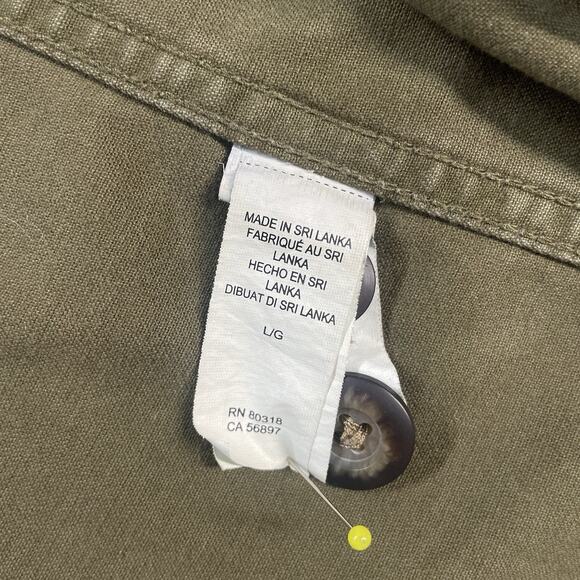 MADE IN SRI LANKA
FABRIQUÉ AU SRI
LANKA
HECHO EN SRI
LANKA
DIBUAT DI SRI LANKA
L/G
RN 80318
CA 56897